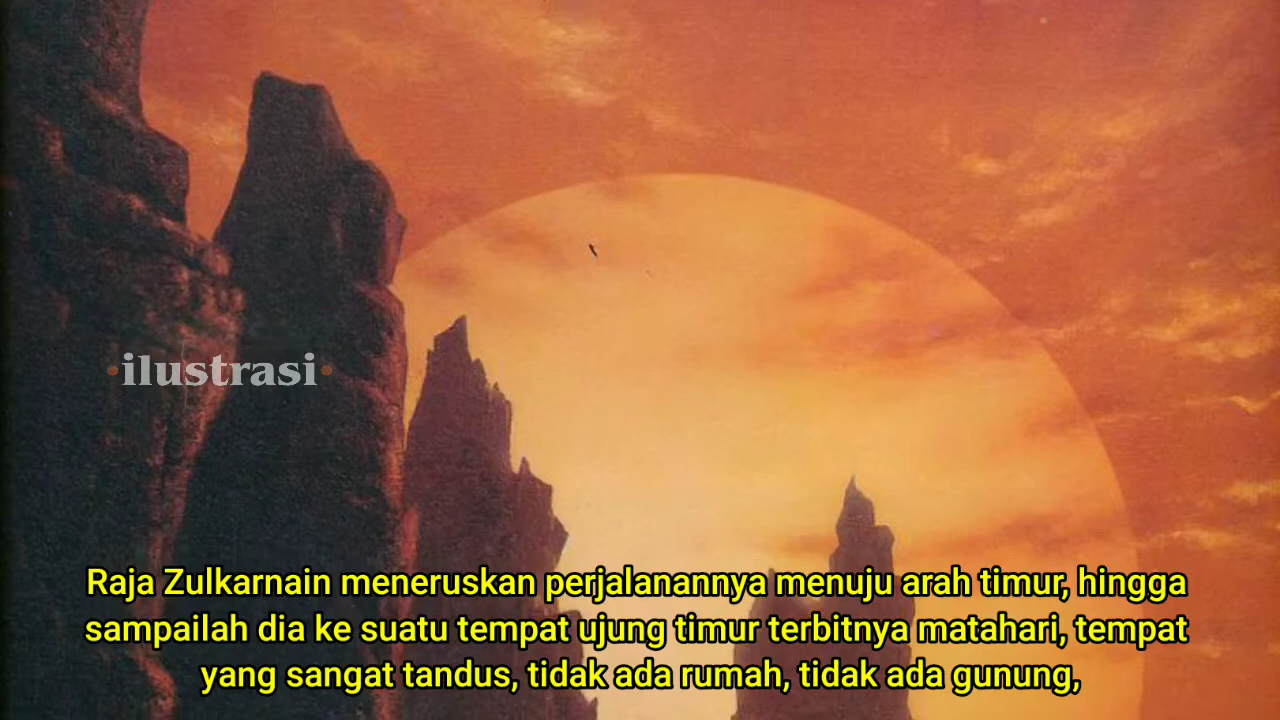 •ilustrasi•
Raja Zulkarnain meneruskan perjalanannya menuju arah timur, hingga
sampailah dia ke suatu tempat ujung timur terbitnya matahari, tempat
yang sangat tandus, tidak ada rumah, tidak ada gunung,